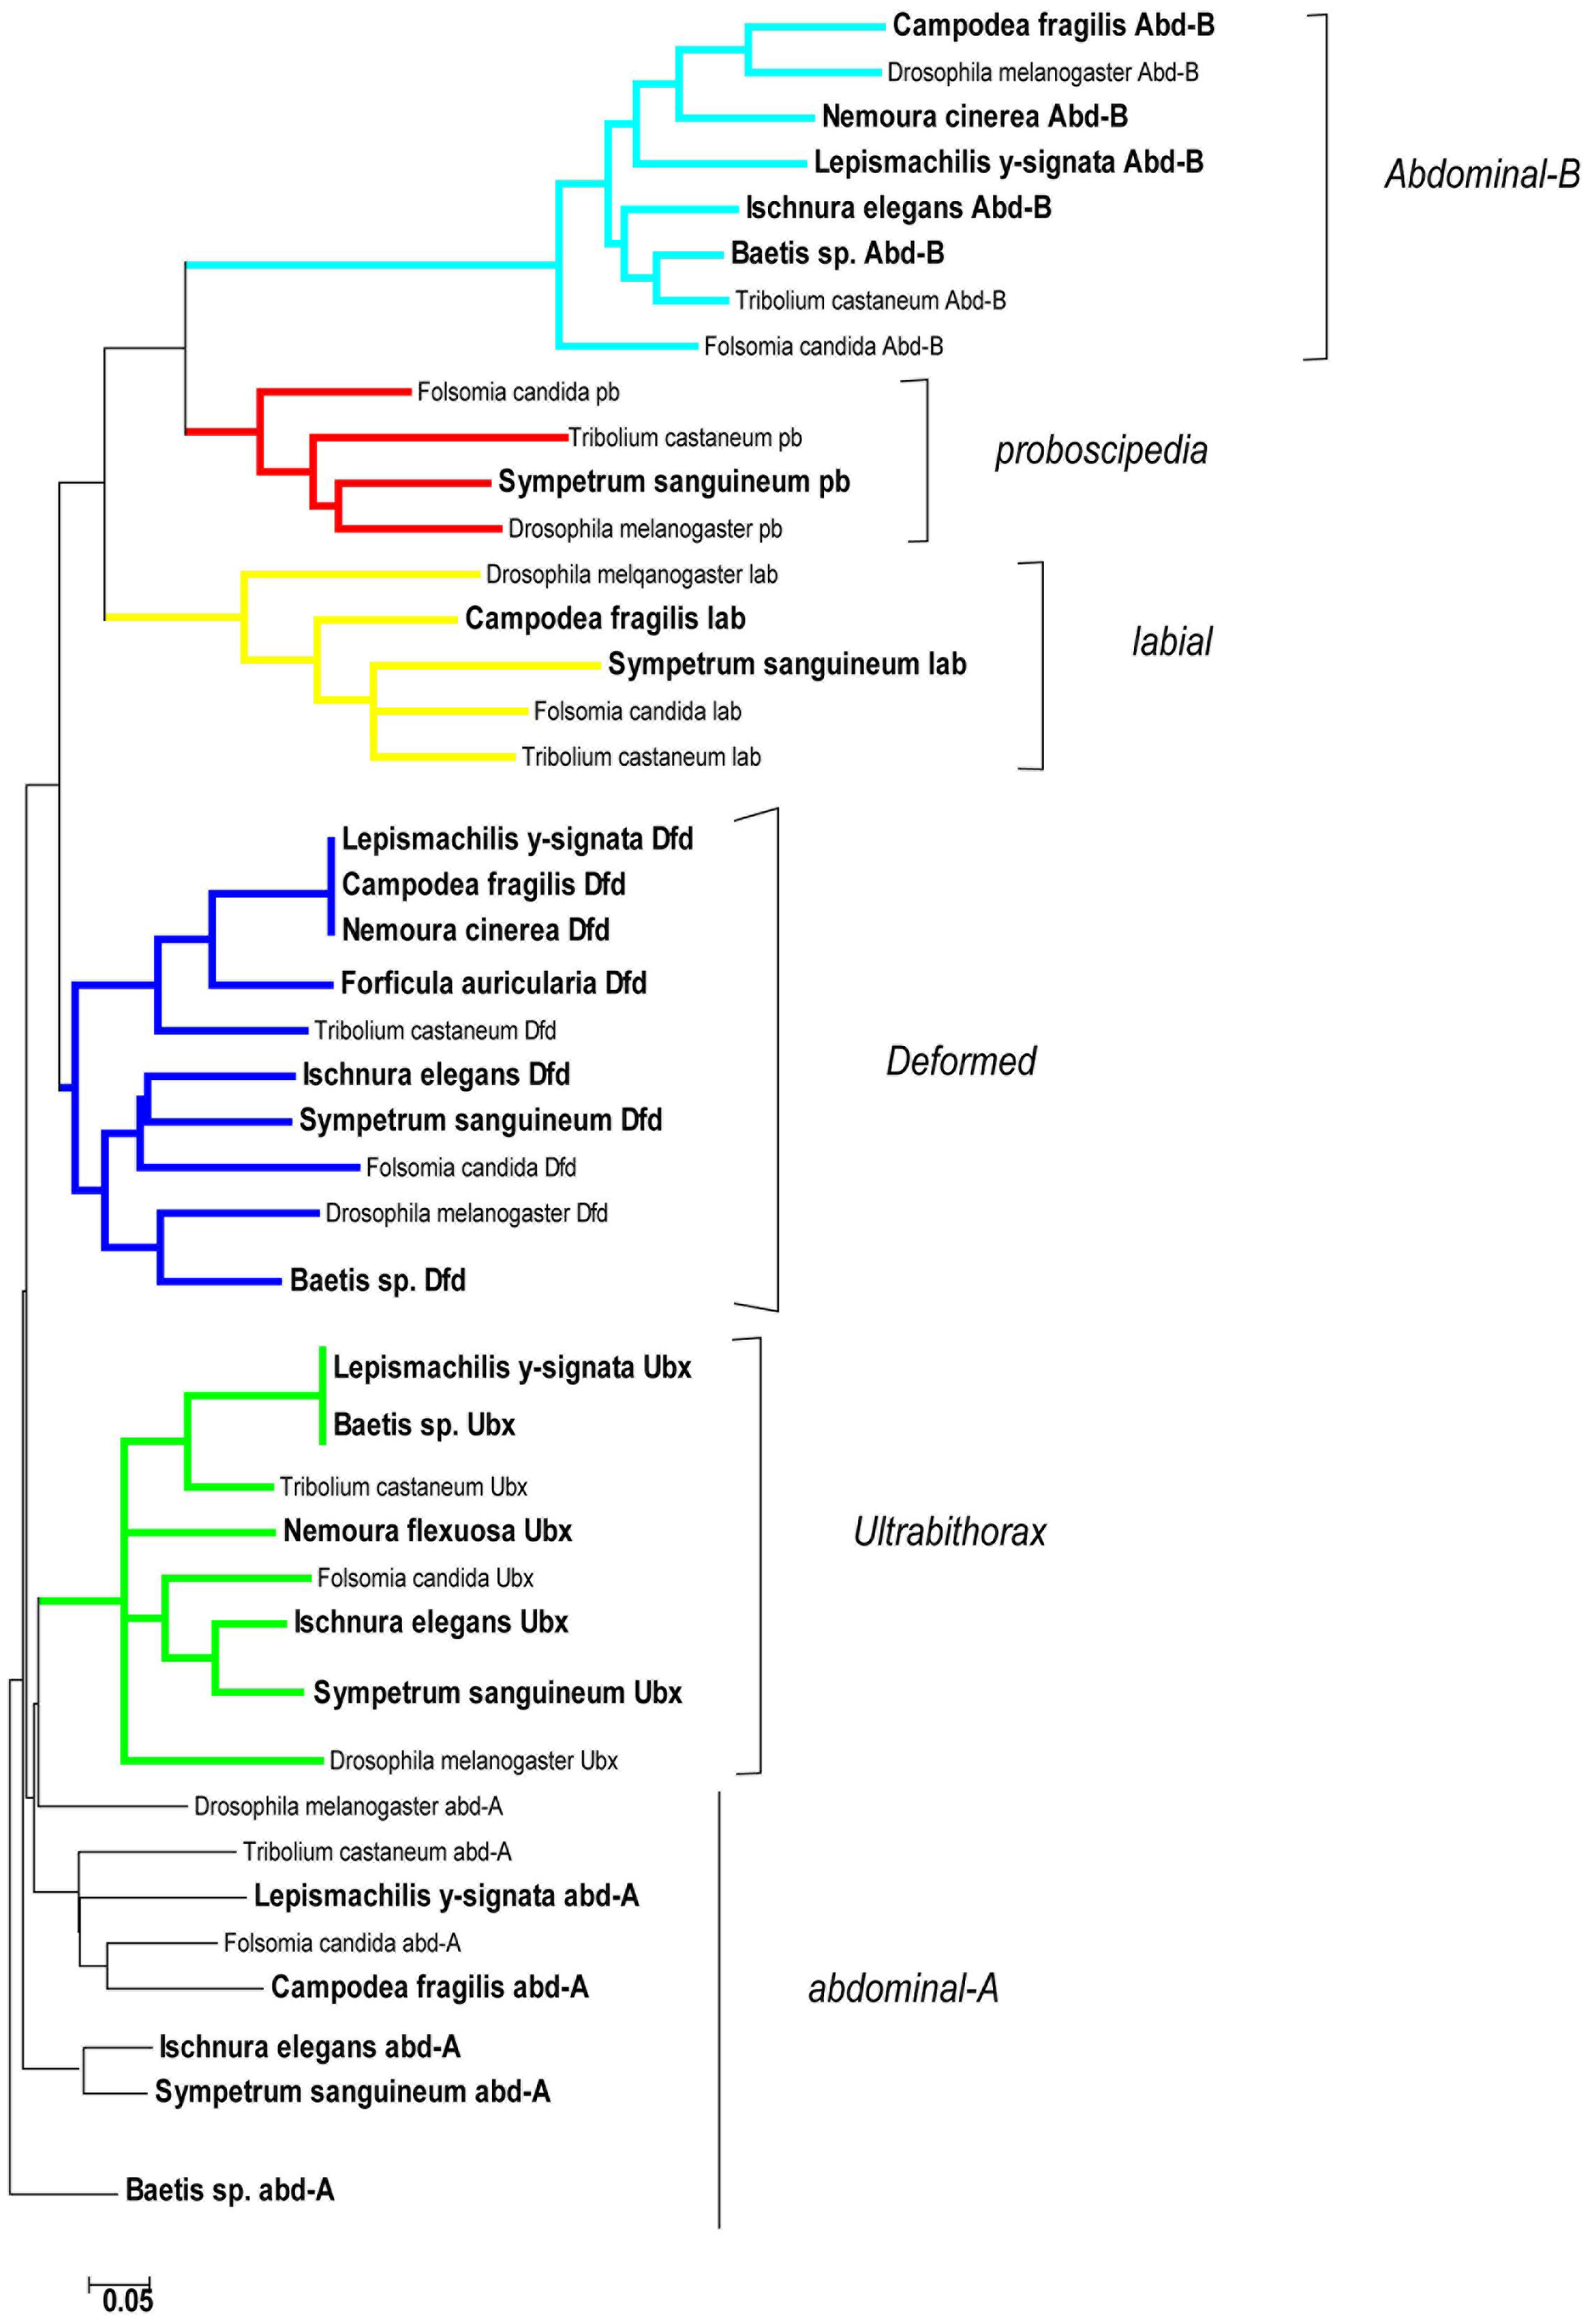 Campodea fragilis Abd-B
Drosophila melanogaster Abd-B
Nemoura cinerea Abd-B
Lepismachilis y-signata Abd-B
Abdominal-B
Ischnura elegans Abd-B
Baetis sp. Abd-B
Tribolium castaneum Abd-B
Folsomia candida Abd-B
Folsomia candida pb
Tribolium castaneum pb
proboscipedia
Sympetrum sanguineum pb
Drosophila melanogaster pb
Drosophila melqanogaster lab
Campodea fragilis lab
labial
Sympetrum sanguineum lab
Folsomia candida lab
Tribolium castaneum lab
Lepismachilis y-signata Dfd
Campodea fragilis Dfd
Nemoura cinerea Dfd
Forficula auricularia Dfd
Tribolium castaneum Dfd
Deformed
Ischnura elegans Dfd
Sympetrum sanguineum Dfd
Folsomia candida Dfd
Drosophila melanogaster Dfd
Baetis sp. Dfd
Lepismachilis y-signata Ubx
Baetis sp. Ubx
Tribolium castaneum Ubx
Nemoura flexuosa Ubx
Ultrabithorax
Folsomia candida Ubx
Ischnura elegans Ubx
Sympetrum sanguineum Ubx
Drosophila melanogaster Ubx
Drosophila melanogaster abd-A
Tribolium castaneum abd-A
Lepismachilis y-signata abd-A
Folsomia candida abd-A
Campodea fragilis abd-A
abdominal-A
Ischnura elegans abd-A
Sympetrum sanguineum abd-A
Baetis sp. abd-A
0.05